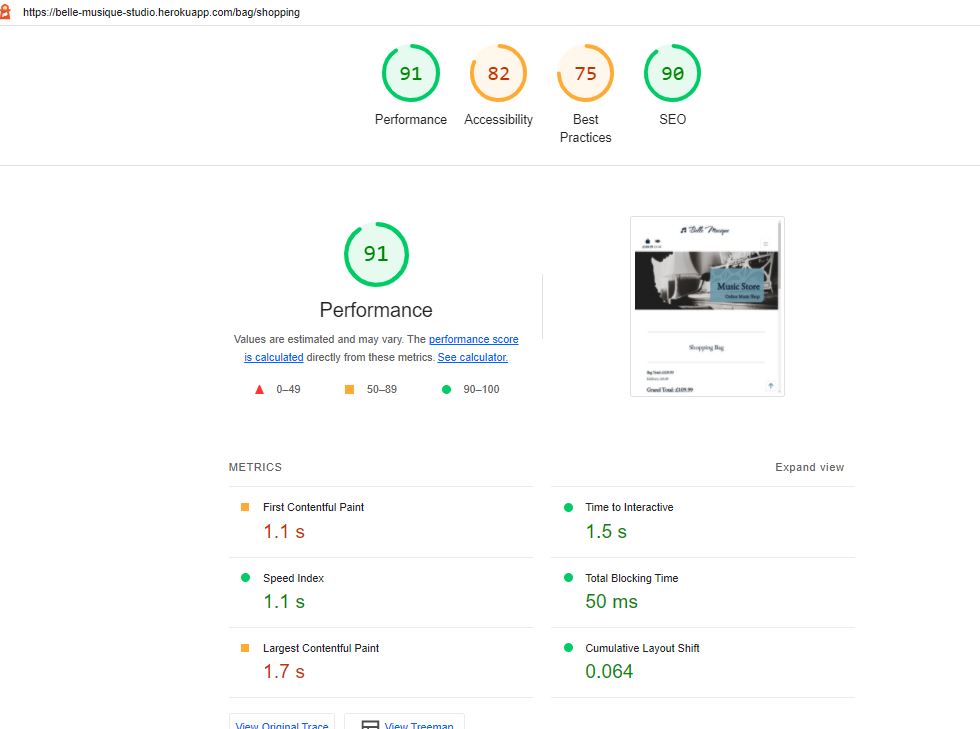 https://belle-musique-studio.herokuapp.com/bag/shopping
91
82
75
90
Performance
Accessibility
Best
Practices
SEO
91
Performance
Values are estimated and may vary. The performance score
is calculated directly from these metrics. See calculator.
0–49
50–89
90–100
Belle Musique
Music Store
Online Music Shop
Shopping Bag
Bag Total: £109.99
Grand Total: £109.99
METRICS
Expand view
First Contentful Paint
1.1 s
Time to Interactive
1.5 s
Speed Index
1.1 s
Total Blocking Time
50 ms
Largest Contentful Paint
1.7 s
Cumulative Layout Shift
0.064
View Original Trace
View Treemap